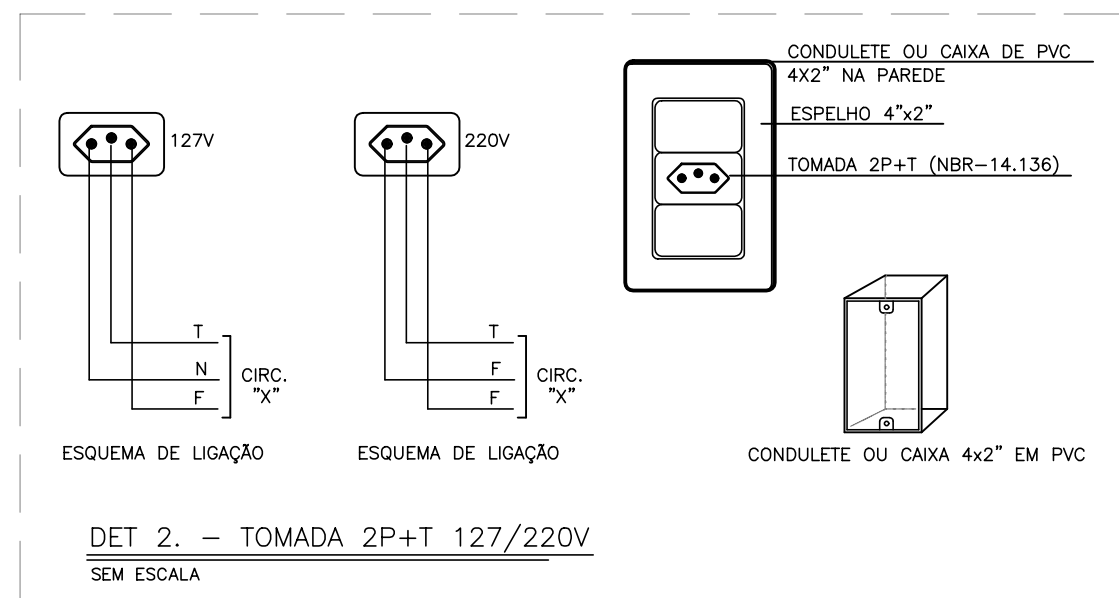 127V
T
N
F
CIRC.
"X"
ESQUEMA DE LIGAÇÃO
220V
T
F
F
CIRC.
"X"
ESQUEMA DE LIGAÇÃO
CONDULETE OU CAIXA DE PVC
4X2" NA PAREDE
ESPELHO 4"x2"
TOMADA 2P+T (NBR-14.136)
CONDULETE OU CAIXA 4x2" EM PVC
DET 2. - TOMADA 2P+T 127/220V
SEM ESCALA